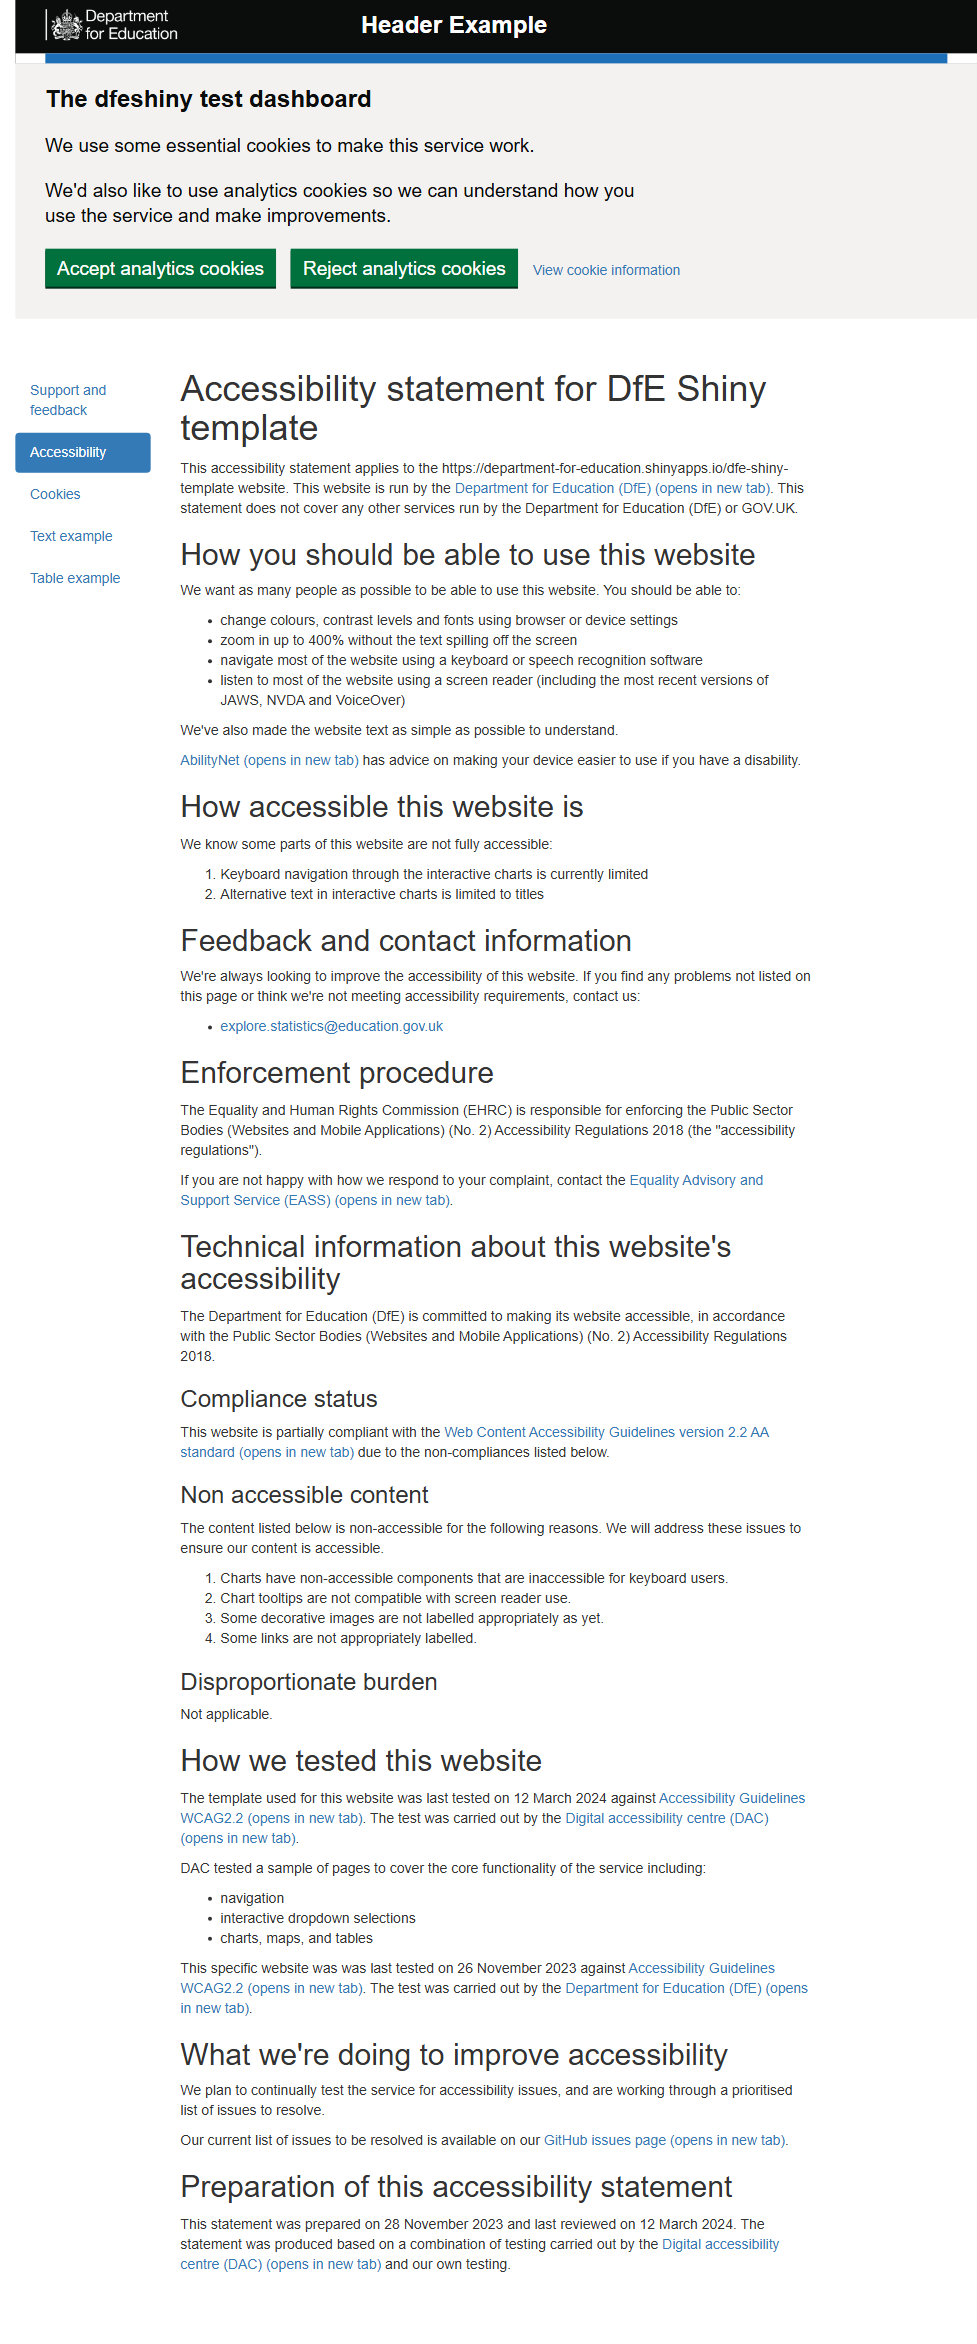 Department
for Education
Header Example
The dfeshiny test dashboard
We use some essential cookies to make this service work.
We'd also like to use analytics cookies so we can understand how you
use the service and make improvements.
Accept analytics cookies
Reject analytics cookies
View cookie information
Support and
feedback
Accessibility
Cookies
Text example
Table example
Accessibility statement for DfE Shiny
template
This accessibility statement applies to the https://department-for-education.shinyapps.io/dfe-shiny-
template website. This website is run by the Department for Education (DfE) (opens in new tab). This
statement does not cover any other services run by the Department for Education (DfE) or GOV.UK.
How you should be able to use this website
We want as many people as possible to be able to use this website. You should be able to:
• change colours, contrast levels and fonts using browser or device settings
• zoom in up to 400% without the text spilling off the screen
• navigate most of the website using a keyboard or speech recognition software
• listen to most of the website using a screen reader (including the most recent versions of
JAWS, NVDA and VoiceOver)
We've also made the website text as simple as possible to understand.
AbilityNet (opens in new tab) has advice on making your device easier to use if you have a disability.
How accessible this website is
We know some parts of this website are not fully accessible:
1. Keyboard navigation through the interactive charts is currently limited
2. Alternative text in interactive charts is limited to titles
Feedback and contact information
We're always looking to improve the accessibility of this website. If you find any problems not listed on
this page or think we're not meeting accessibility requirements, contact us:
• explore.statistics@education.gov.uk
Enforcement procedure
The Equality and Human Rights Commission (EHRC) is responsible for enforcing the Public Sector
Bodies (Websites and Mobile Applications) (No. 2) Accessibility Regulations 2018 (the "accessibility
regulations").
If you are not happy with how we respond to your complaint, contact the Equality Advisory and
Support Service (EASS) (opens in new tab).
Technical information about this website's
accessibility
The Department for Education (DfE) is committed to making its website accessible, in accordance
with the Public Sector Bodies (Websites and Mobile Applications) (No. 2) Accessibility Regulations
2018.
Compliance status
This website is partially compliant with the Web Content Accessibility Guidelines version 2.2 AA
standard (opens in new tab) due to the non-compliances listed below.
Non accessible content
The content listed below is non-accessible for the following reasons. We will address these issues to
ensure our content is accessible.
1. Charts have non-accessible components that are inaccessible for keyboard users.
2. Chart tooltips are not compatible with screen reader use.
3. Some decorative images are not labelled appropriately as yet.
4. Some links are not appropriately labelled.
Disproportionate burden
Not applicable.
How we tested this website
The template used for this website was last tested on 12 March 2024 against Accessibility Guidelines
WCAG2.2 (opens in new tab). The test was carried out by the Digital accessibility centre (DAC)
(opens in new tab).
DAC tested a sample of pages to cover the core functionality of the service including:
• navigation
• interactive dropdown selections
• charts, maps, and tables
This specific website was was last tested on 26 November 2023 against Accessibility Guidelines
WCAG2.2 (opens in new tab). The test was carried out by the Department for Education (DfE) (opens
in new tab).
What we're doing to improve accessibility
We plan to continually test the service for accessibility issues, and are working through a prioritised
list of issues to resolve.
Our current list of issues to be resolved is available on our GitHub issues page (opens in new tab).
Preparation of this accessibility statement
This statement was prepared on 28 November 2023 and last reviewed on 12 March 2024. The
statement was produced based on a combination of testing carried out by the Digital accessibility
centre (DAC) (opens in new tab) and our own testing.